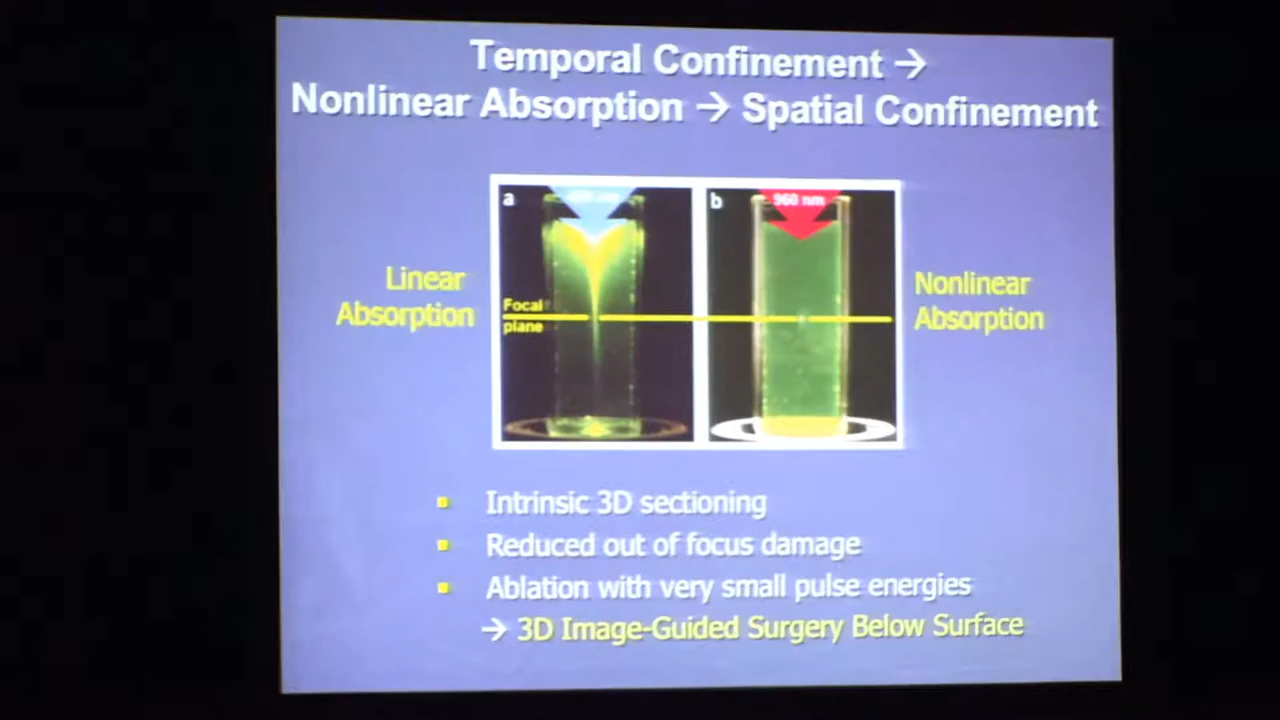 Temporal Confinement →
Nonlinear Absorption → Spatial Confinement
a
b
960 nm
Linear
Absorption
Focal
plane
Nonlinear
Absorption
▪ Intrinsic 3D sectioning
▪ Reduced out of focus damage
▪ Ablation with very small pulse energies
→ 3D Image-Guided Surgery Below Surface